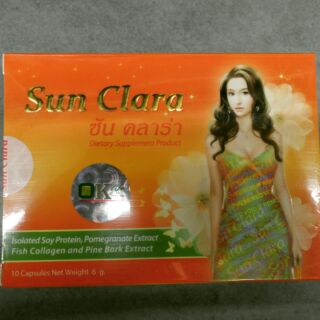 Sun Clara
ซัน คลาร่า
Dietary Supplement Product
OK
Isolated Soy Protein, Pomegranate Extract
Fish Collagen and Pine Bark Extract
10 Capsules Net Weight 6 g.